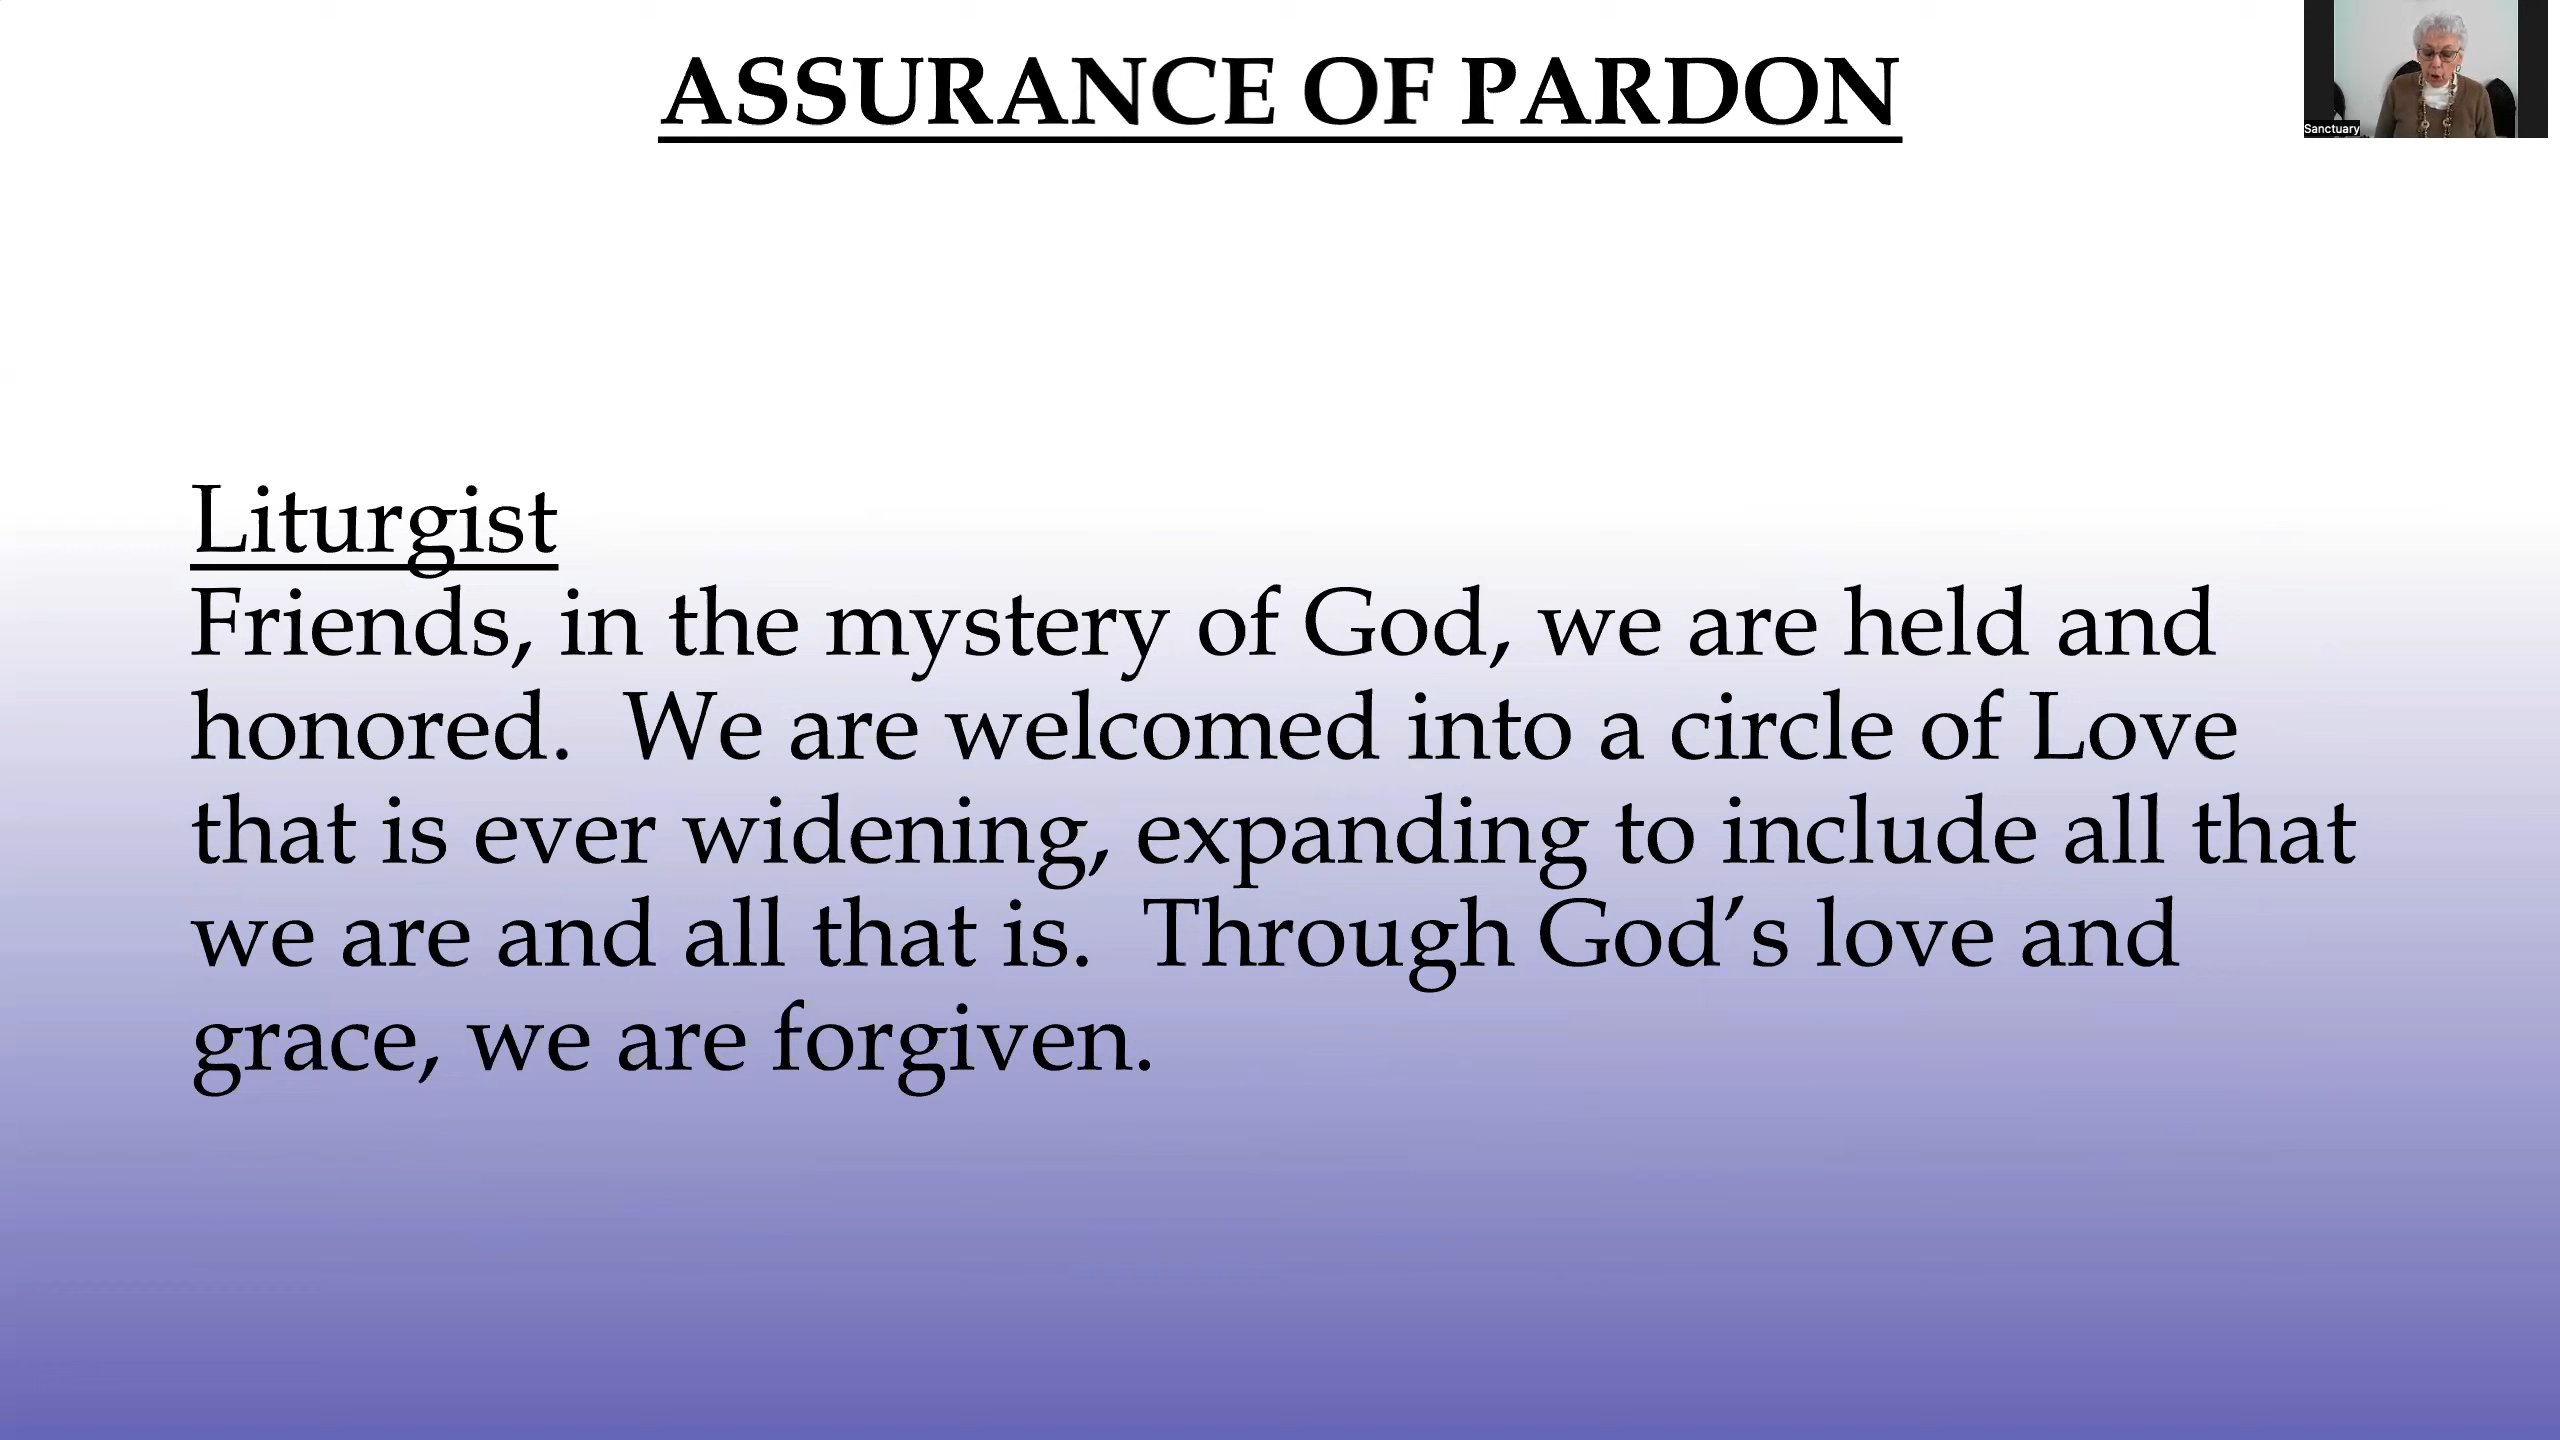 ASSURANCE OF PARDON
Sanctuary
Liturgist
Friends, in the mystery of God, we are held and
honored.  We are welcomed into a circle of Love
that is ever widening, expanding to include all that
we are and all that is.  Through God’s love and
grace, we are forgiven.